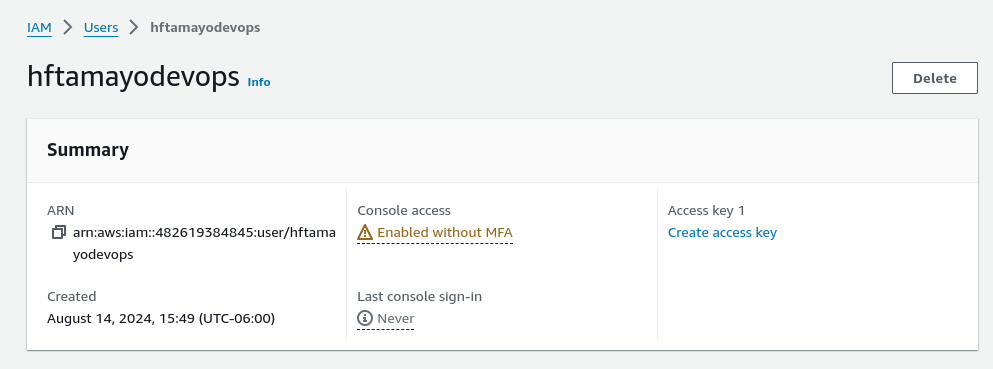 IAM > Users > hftamayodevops
hftamayodevops Info
Delete
Summary
ARN
arn:aws:iam::482619384845:user/hftama
yodevops
Created
August 14, 2024, 15:49 (UTC-06:00)
Console access
Enabled without MFA
Last console sign-in
Never
Access key 1
Create access key